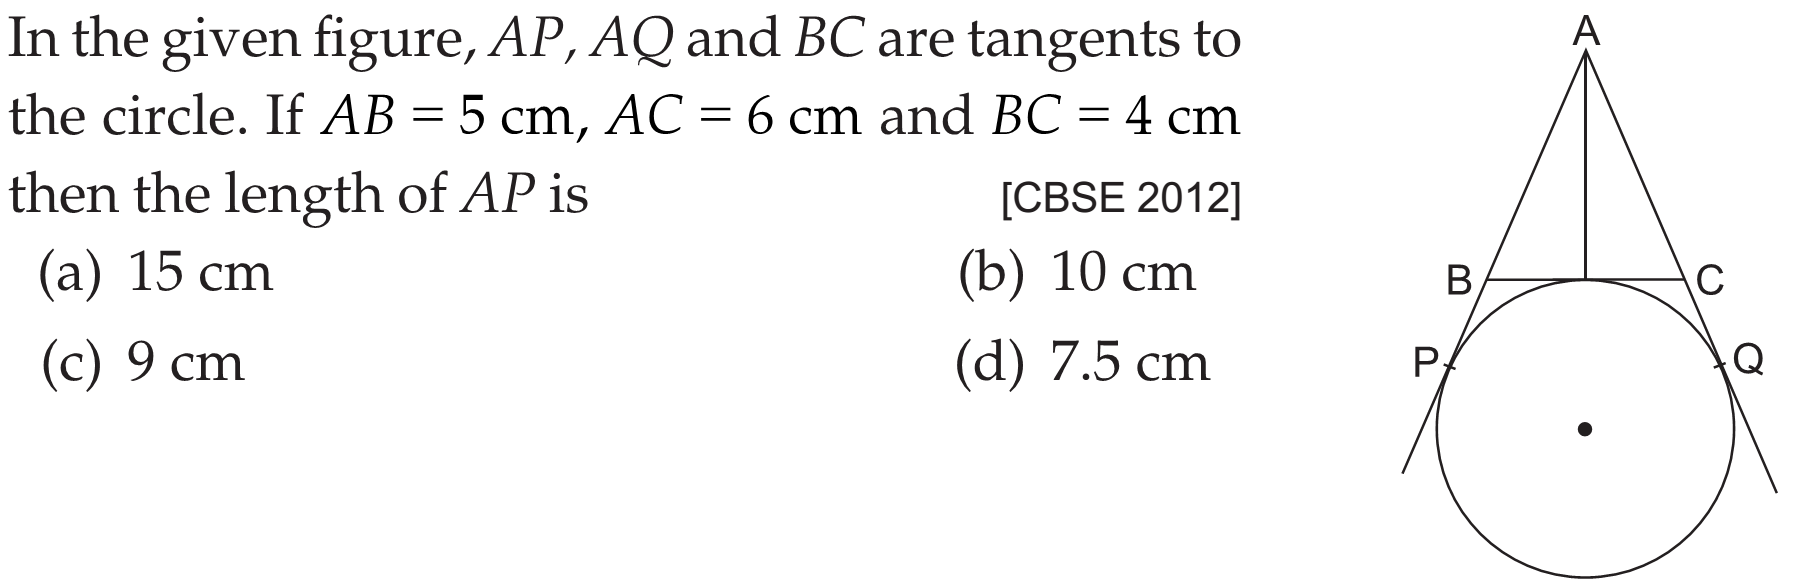 In the given figure, AP, AQ and BC are tangents to
the circle. If AB = 5 cm, AC = 6 cm and BC = 4 cm
then the length of AP is [CBSE 2012]
(a) 15 cm (b) 10 cm
(c) 9 cm (d) 7.5 cm
A
B C
P Q